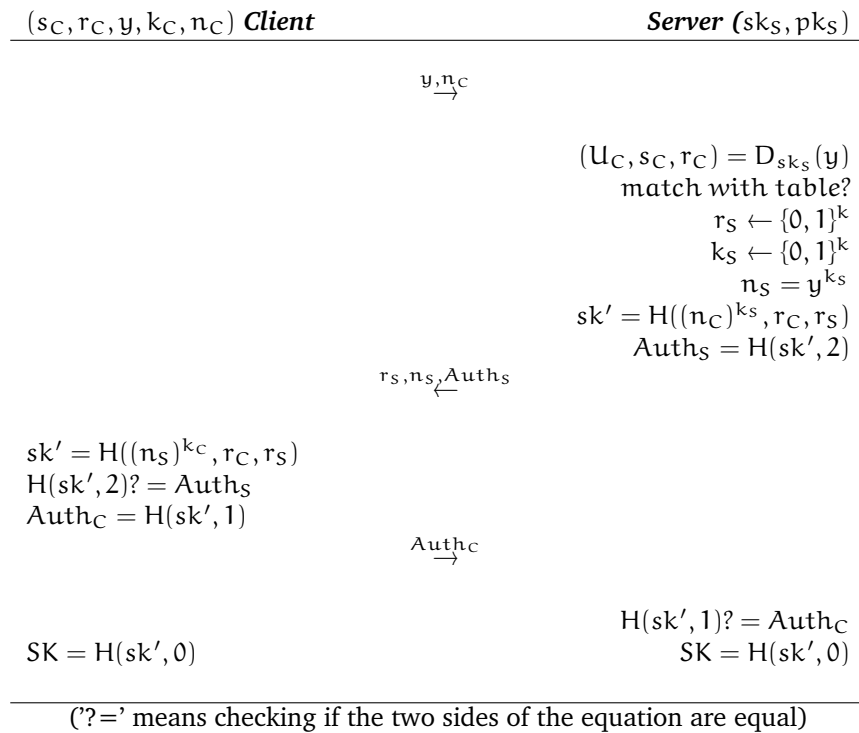 (s_C, r_C, y, k_C, n_C) Client Server (sk_S, pk_S)
y,n_C
→
(U_C, s_C, r_C) = D_{sk_s}(y)
match with table?
r_S ← {0, 1}^k
k_S ← {0, 1}^k
n_S = y^{k_S}
sk′ = H((n_C)^{k_S}, r_C, r_S)
Auth_S = H(sk′, 2)
r_S,n_S,Auth_S
←
sk′ = H((n_S)^{k_C}, r_C, r_S)
H(sk′, 2)? = Auth_S
Auth_C = H(sk′, 1)
Auth_C
→
H(sk′, 1)? = Auth_C
SK = H(sk′, 0) SK = H(sk′, 0)
('?=' means checking if the two sides of the equation are equal)